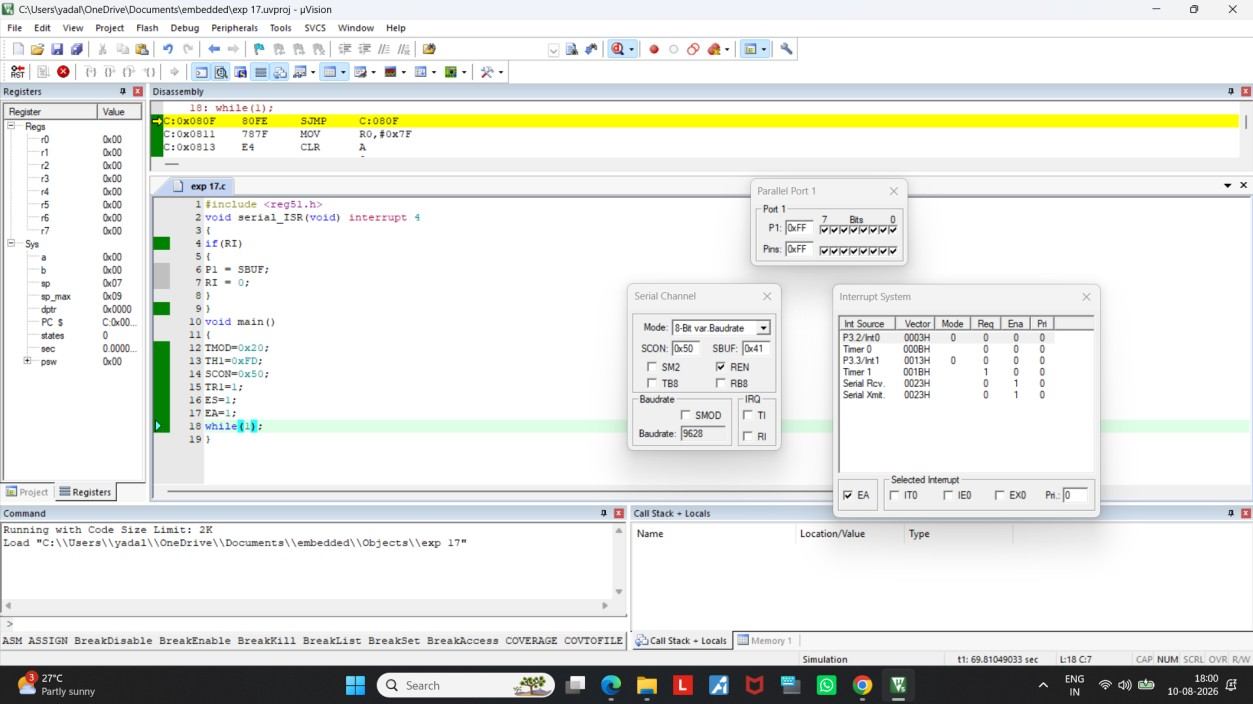 C:\Users\yadal\OneDrive\Documents\embedded\exp 17.uvproj - µVision
File Edit View Project Flash Debug Peripherals Tools SVCS Window Help
Registers
Register Value
Regs
r0 0x00
r1 0x00
r2 0x00
r3 0x00
r4 0x00
r5 0x00
r6 0x00
r7 0x00
Sys
a 0x00
b 0x00
sp 0x07
sp_max 0x09
dptr 0x0000
PC $ C:0x00...
states 0
sec 0.0000...
psw 0x00
Project Registers
Disassembly
18: while(1);
C:0x080F 80FE SJMP C:080F
C:0x0811 787F MOV R0,#0x7F
C:0x0813 E4 CLR A
exp 17.c
1 #include <reg51.h>
2 void serial_ISR(void) interrupt 4
3 {
4 if(RI)
5 {
6 P1 = SBUF;
7 RI = 0;
8 }
9 }
10 void main()
11 {
12 TMOD=0x20;
13 TH1=0xFD;
14 SCON=0x50;
15 TR1=1;
16 ES=1;
17 EA=1;
18 while(1);
19 }
Parallel Port 1
Port 1
7 Bits 0
P1: 0xFF
Pins: 0xFF
Serial Channel
Mode: 8-Bit var.Baudrate
SCON: 0x50 SBUF: 0x41
SM2 REN
TB8 RB8
Baudrate IRQ
SMOD TI
Baudrate: 9628 RI
Interrupt System
Int Source Vector Mode Req Ena Pri
P3.2/Int0 0003H 0 0 0 0
Timer 0 000BH 0 0 0
P3.3/Int1 0013H 0 0 0 0
Timer 1 001BH 1 0 0
Serial Rcv. 0023H 0 1 0
Serial Xmit. 0023H 0 1 0
Selected Interrupt
EA IT0 IE0 EX0 Pri.: 0
Command
Running with Code Size Limit: 2K
Load "C:\\Users\\yadal\\OneDrive\\Documents\\embedded\\Objects\\exp 17"
>
ASM ASSIGN BreakDisable BreakEnable BreakKill BreakList BreakSet BreakAccess COVERAGE COVTOFILE
Call Stack + Locals
Name Location/Value Type
Call Stack + Locals Memory 1
Simulation t1: 69.81049033 sec L:18 C:7 CAP NUM SCRL OVR R/W
3
27°C
Partly sunny
Search
ENG
IN
18:00
10-08-2026